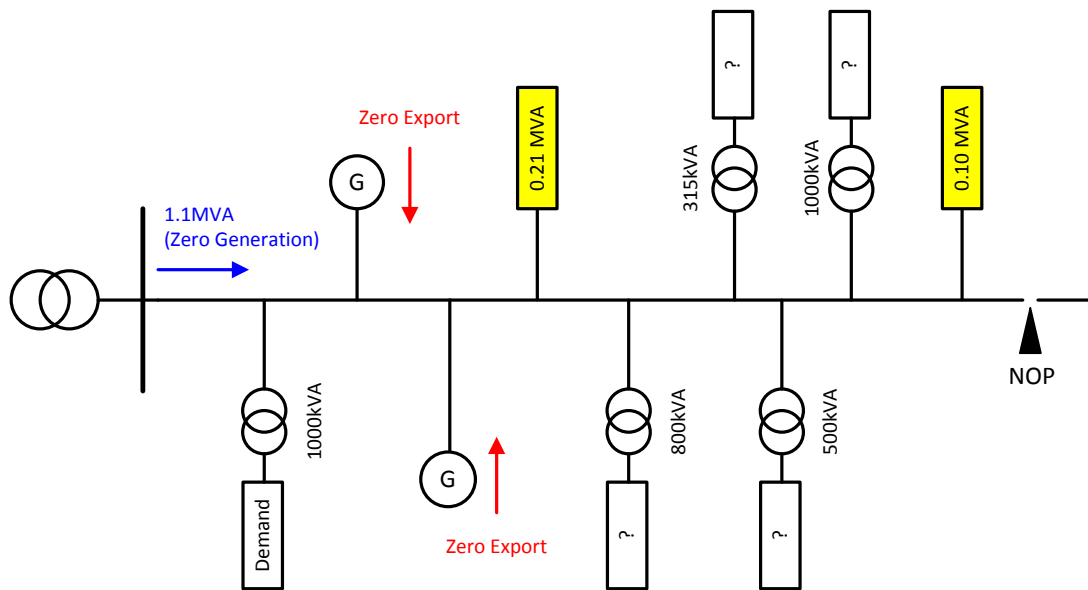 ?
?
Zero Export
0.21 MVA
315kVA
1000kVA
0.10 MVA
G
1.1MVA
(Zero Generation)
NOP
1000kVA
800kVA
500kVA
G
Demand
?
?
Zero Export